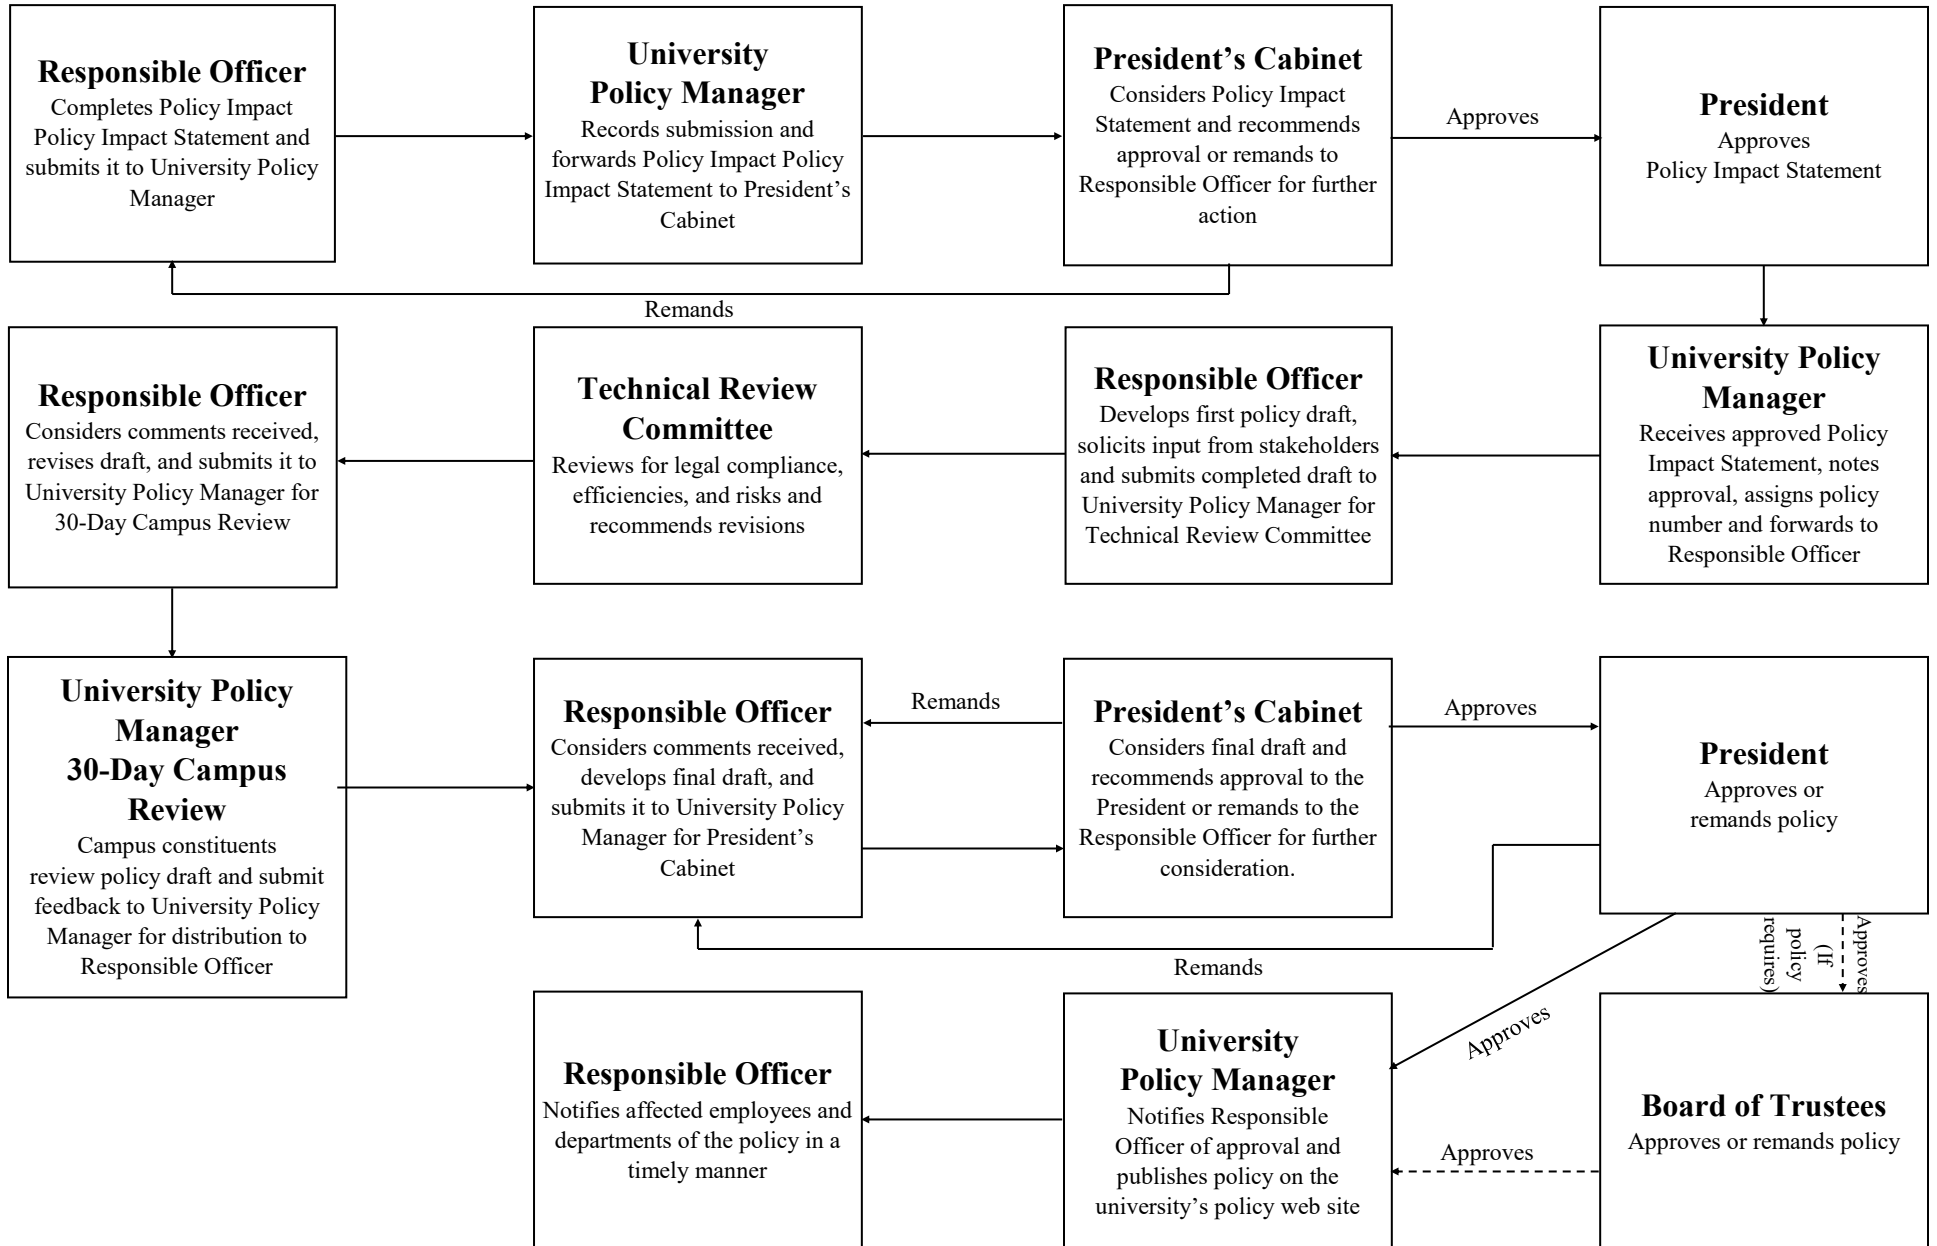 Responsible Officer
Completes Policy Impact
Policy Impact Statement and
submits it to University Policy
Manager
University
Policy Manager
Records submission and
forwards Policy Impact Policy
Impact Statement to President’s
Cabinet
President’s Cabinet
Considers Policy Impact
Statement and recommends
approval or remands to
Responsible Officer for further
action
Approves
President
Approves
Policy Impact Statement
Remands
University Policy
Manager
Receives approved Policy
Impact Statement, notes
approval, assigns policy
number and forwards to
Responsible Officer
Responsible Officer
Develops first policy draft,
solicits input from stakeholders
and submits completed draft to
University Policy Manager for
Technical Review Committee
Technical Review
Committee
Reviews for legal compliance,
efficiencies, and risks and
recommends revisions
Responsible Officer
Considers comments received,
revises draft, and submits it to
University Policy Manager for
30-Day Campus Review
University Policy
Manager
30-Day Campus
Review
Campus constituents
review policy draft and submit
feedback to University Policy
Manager for distribution to
Responsible Officer
Responsible Officer
Considers comments received,
develops final draft, and
submits it to University Policy
Manager for President’s
Cabinet
Remands
President’s Cabinet
Considers final draft and
recommends approval to the
President or remands to the
Responsible Officer for further
consideration.
Approves
President
Approves or
remands policy
Remands
Approves
Approves
(If
policy
requires)
Board of Trustees
Approves or remands policy
Approves
University
Policy Manager
Notifies Responsible
Officer of approval and
publishes policy on the
university’s policy web site
Responsible Officer
Notifies affected employees and
departments of the policy in a
timely manner